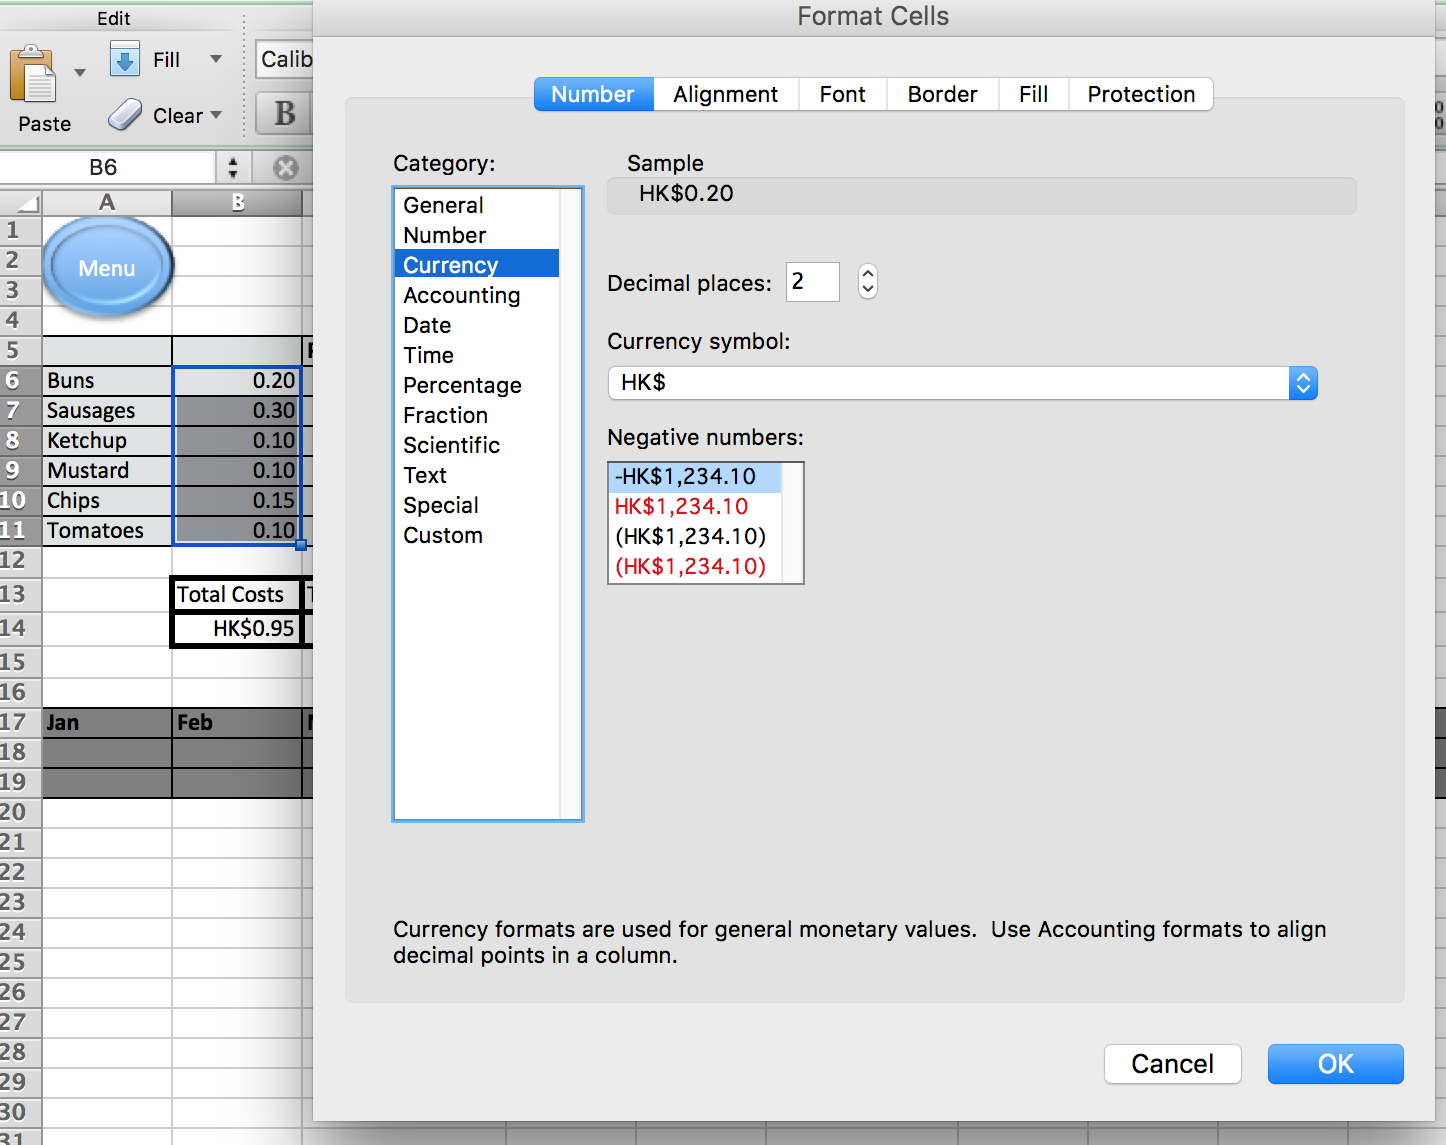 Edit
Format Cells
Paste
Fill
Clear
Calib
B
B6
A B
1
2
3
4
5
6
7
8
9
10
11
12
13
14
15
16
17
18
19
20
21
22
23
24
25
26
27
28
29
30
31
Menu
Buns 0.20
Sausages 0.30
Ketchup 0.10
Mustard 0.10
Chips 0.15
Tomatoes 0.10
Total Costs
HK$0.95
Jan Feb
Number Alignment Font Border Fill Protection
Category:
General
Number
Currency
Accounting
Date
Time
Percentage
Fraction
Scientific
Text
Special
Custom
Sample
HK$0.20
Decimal places: 2
Currency symbol:
HK$
Negative numbers:
-HK$1,234.10
HK$1,234.10
(HK$1,234.10)
(HK$1,234.10)
Currency formats are used for general monetary values. Use Accounting formats to align
decimal points in a column.
Cancel OK